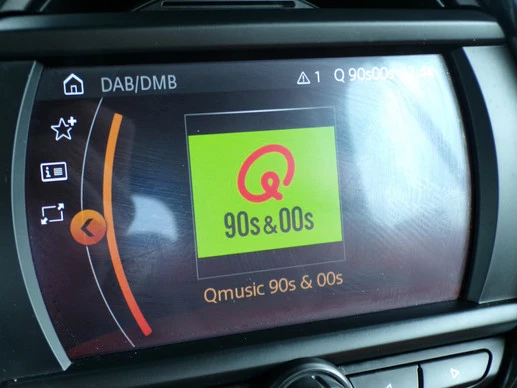 DAB/DMB
1 Q 90s00s
Q
90s & 00s
Qmusic 90s & 00s